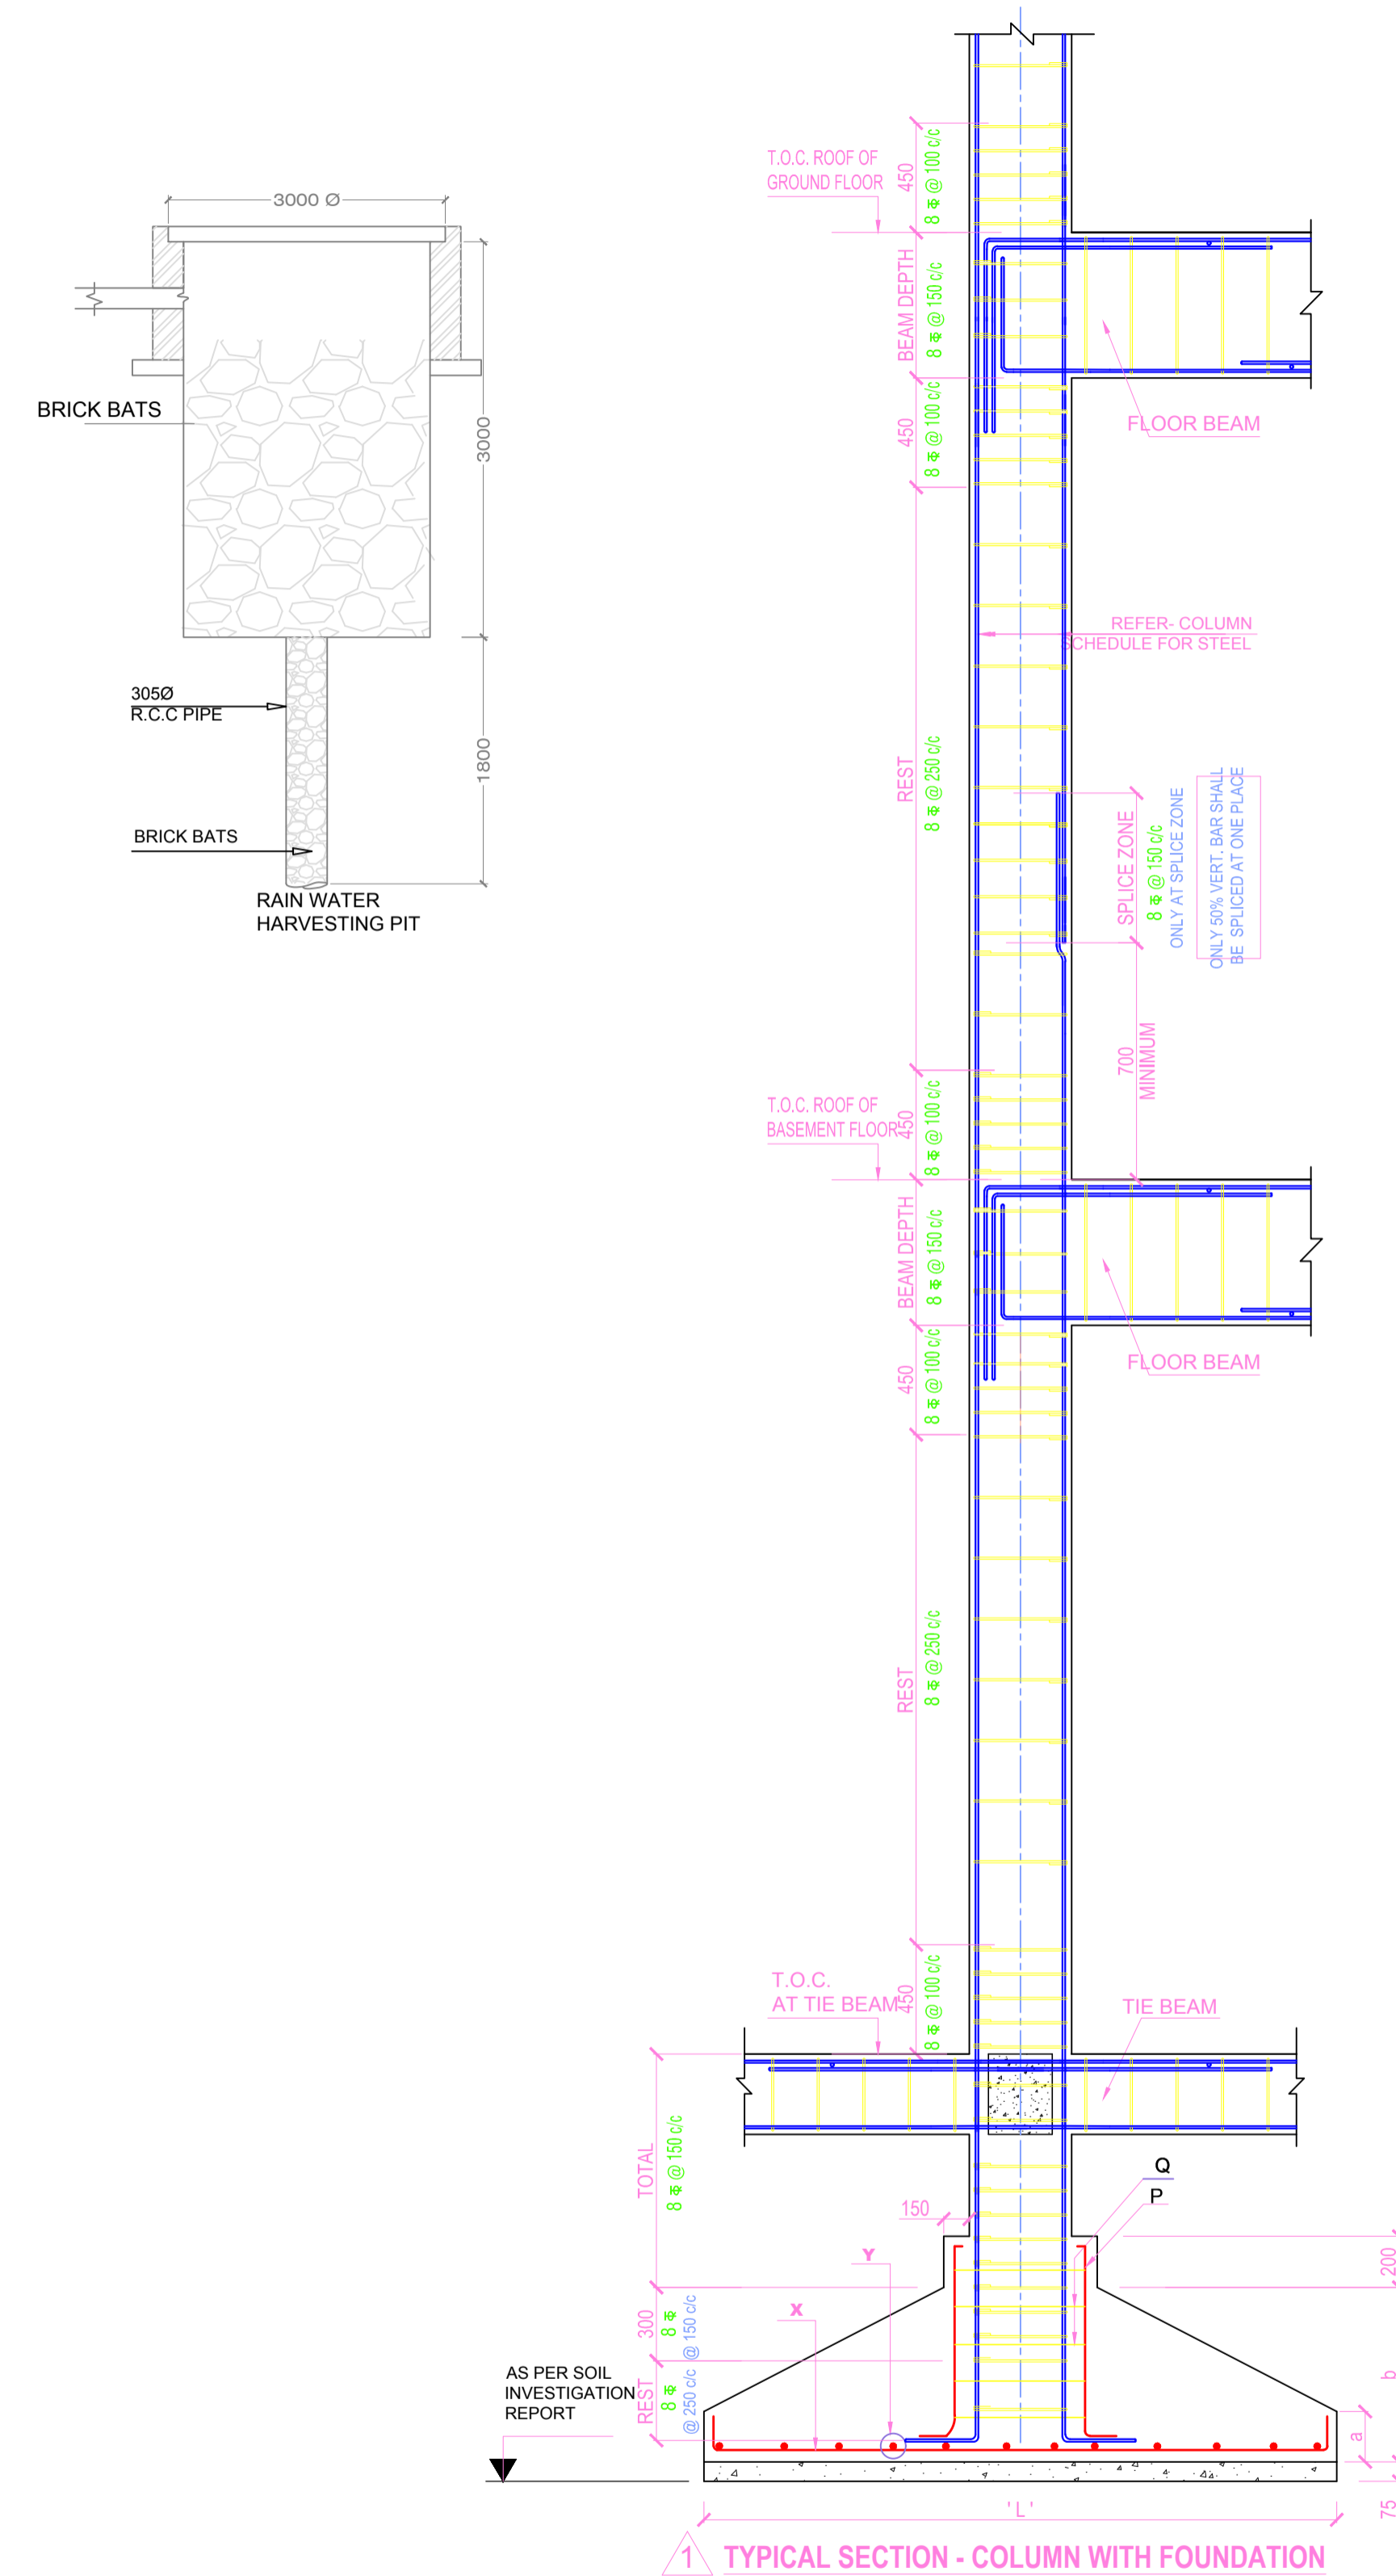 3000 Ø
BRICK BATS
3000
305Ø
R.C.C PIPE
1800
BRICK BATS
RAIN WATER
HARVESTING PIT
T.O.C. ROOF OF
GROUND FLOOR
450
8 Φ @ 100 c/c
BEAM DEPTH
8 Φ @ 150 c/c
450
8 Φ @ 100 c/c
FLOOR BEAM
REFER- COLUMN
SCHEDULE FOR STEEL
REST
8 Φ @ 250 c/c
SPLICE ZONE
8 Φ @ 150 c/c
ONLY AT SPLICE ZONE
ONLY 50% VERT. BAR SHALL
BE SPLICED AT ONE PLACE
700
MINIMUM
T.O.C. ROOF OF
BASEMENT FLOOR
450
8 Φ @ 100 c/c
BEAM DEPTH
8 Φ @ 150 c/c
450
8 Φ @ 100 c/c
FLOOR BEAM
REST
8 Φ @ 250 c/c
450
8 Φ @ 100 c/c
T.O.C.
AT TIE BEAM
TIE BEAM
TOTAL
8 Φ @ 150 c/c
150
Q
P
Y
X
200
300
8 Φ
@ 150 c/c
REST
8 Φ
@ 250 c/c
b
a
75
AS PER SOIL
INVESTIGATION
REPORT
'L'
1
TYPICAL SECTION - COLUMN WITH FOUNDATION